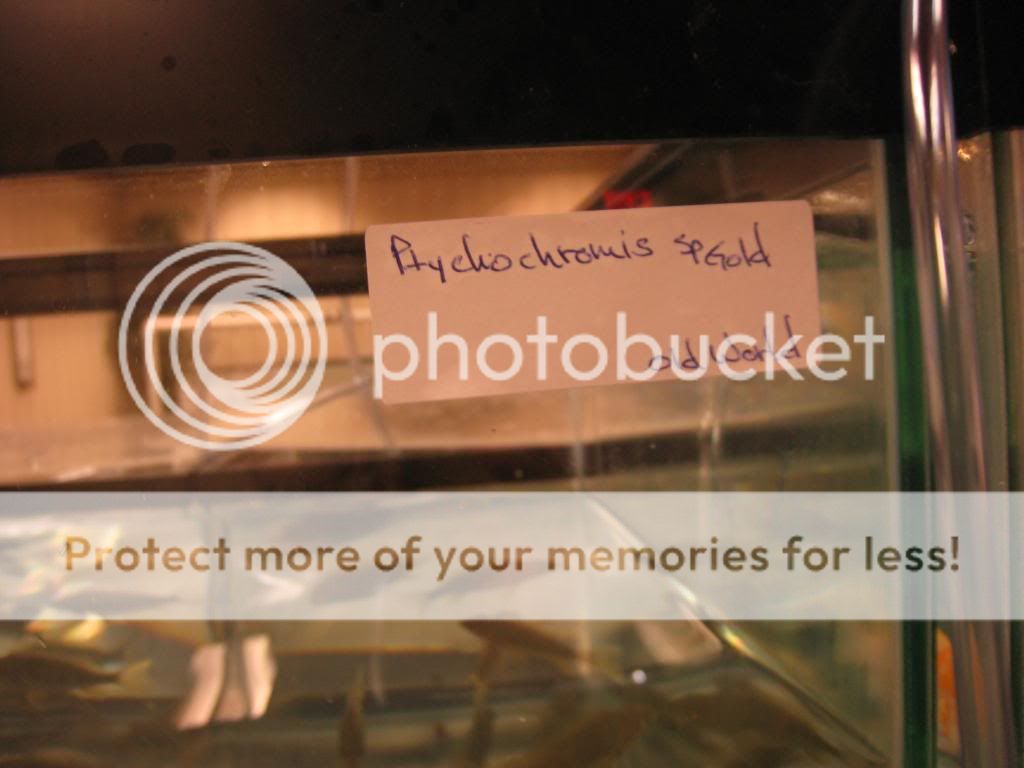 Ptychochromis sp Gold
old World
photobucket
Protect more of your memories for less!